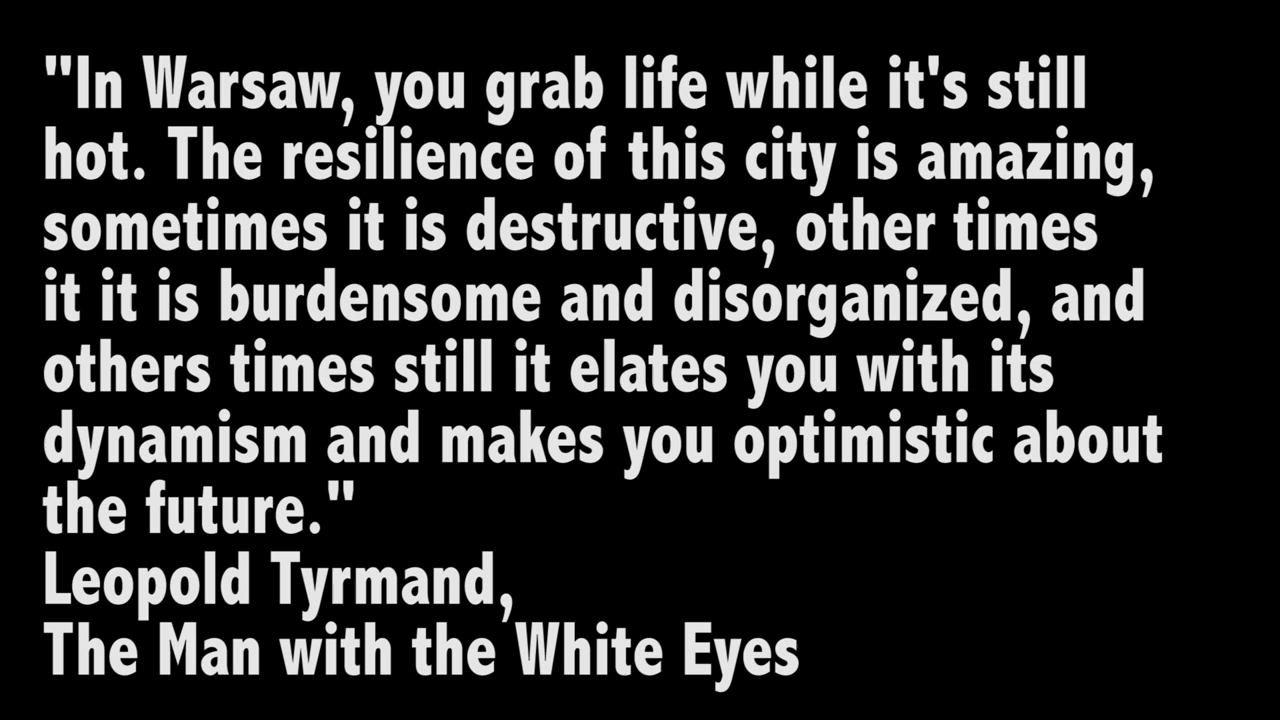 "In Warsaw, you grab life while it's still
hot. The resilience of this city is amazing,
sometimes it is destructive, other times
it it is burdensome and disorganized, and
others times still it elates you with its
dynamism and makes you optimistic about
the future."
Leopold Tyrmand,
The Man with the White Eyes